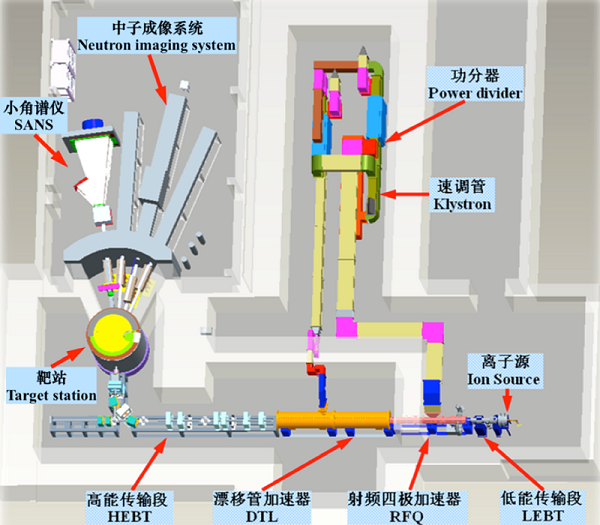 中子成像系统
Neutron imaging system
小角谱仪
SANS
功分器
Power divider
速调管
Klystron
靶站
Target station
离子源
Ion Source
高能传输段
HEBT
漂移管加速器
DTL
射频四极加速器
RFQ
低能传输段
LEBT